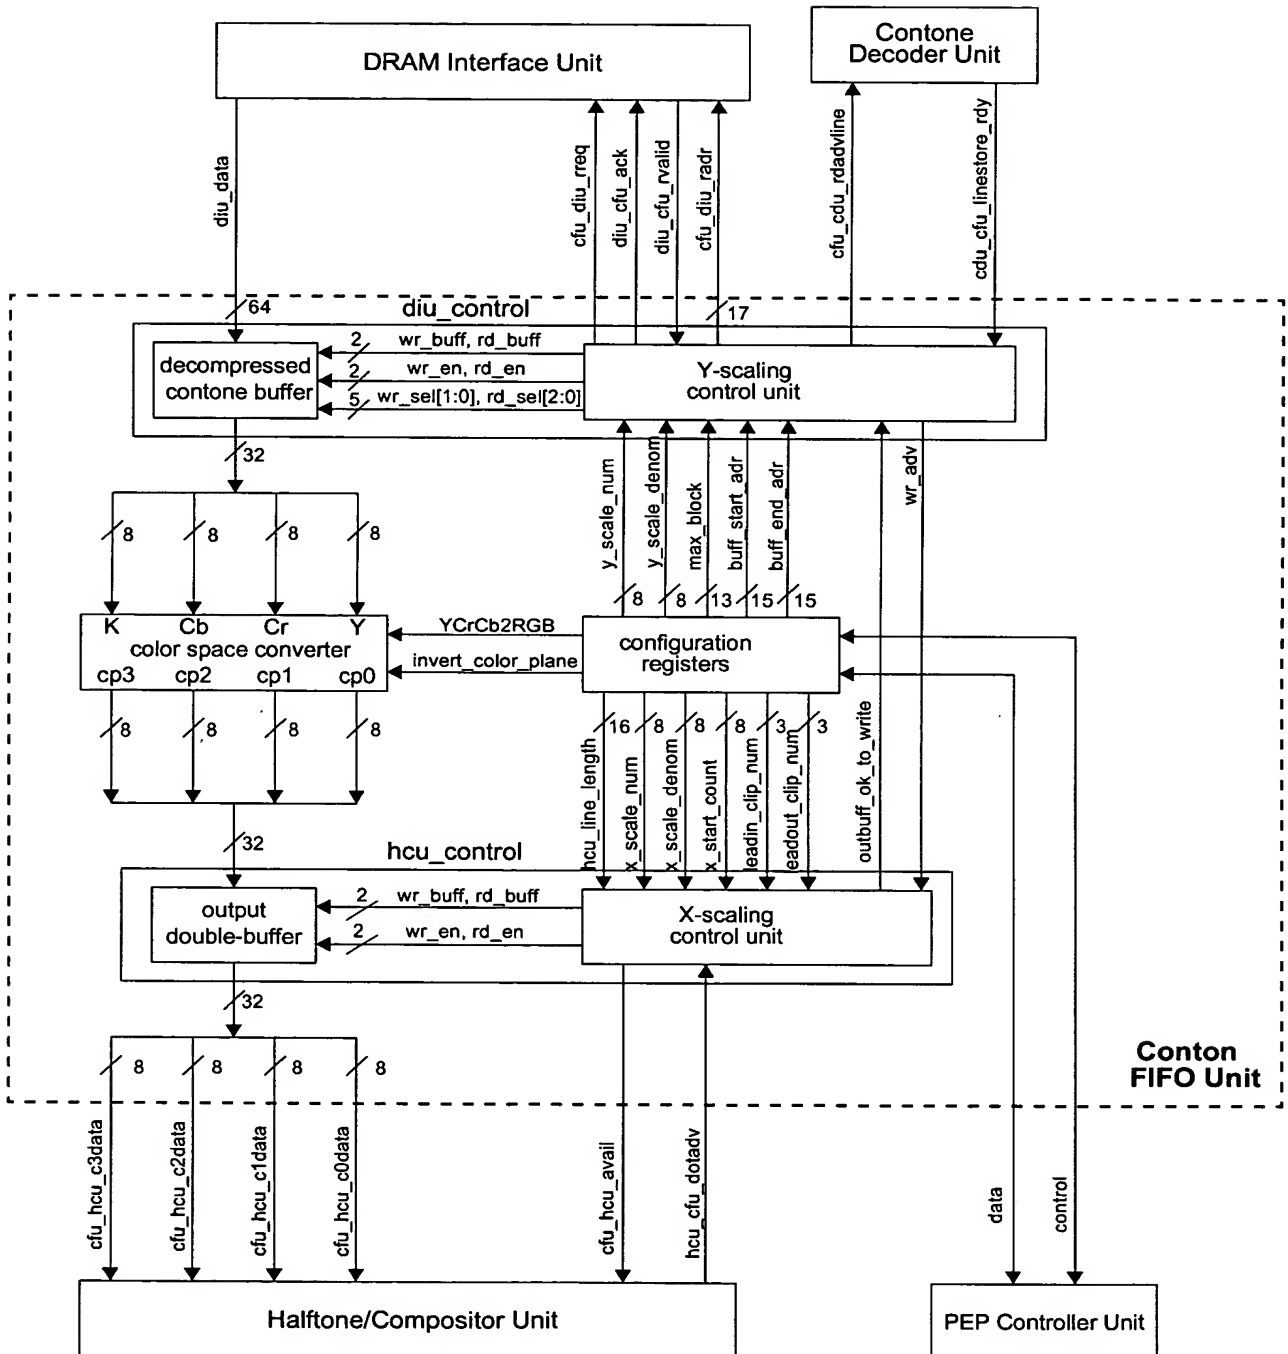 DRAM Interface Unit
Contone
Decoder Unit
diu_data
cfu_diu_rreq
diu_cfu_ack
diu_cfu_rvalid
cfu_diu_radr
cfu_cdu_rdadvline
cdu_cfu_linestore_rdy
64
diu_control
17
decompressed
contone buffer
2
wr_buff, rd_buff
2
wr_en, rd_en
5
wr_sel[1:0], rd_sel[2:0]
Y-scaling
control unit
32
8
8
8
8
y_scale_num
y_scale_denom
max_block
buff_start_adr
buff_end_adr
wr_adv
8
8
13
15
15
K
Cb
Cr
Y
color space converter
cp3
cp2
cp1
cp0
YCrCb2RGB
invert_color_plane
configuration
registers
8
8
8
8
16
8
8
8
3
3
hcu_line_length
x_scale_num
x_scale_denom
x_start_count
leadin_clip_num
leadout_clip_num
outbuff_ok_to_write
32
hcu_control
output
double-buffer
2
wr_buff, rd_buff
2
wr_en, rd_en
X-scaling
control unit
32
8
8
8
8
Conton
FIFO Unit
cfu_hcu_c3data
cfu_hcu_c2data
cfu_hcu_c1data
cfu_hcu_c0data
cfu_hcu_avail
hcu_cfu_dotadv
data
control
Halftone/Compositor Unit
PEP Controller Unit